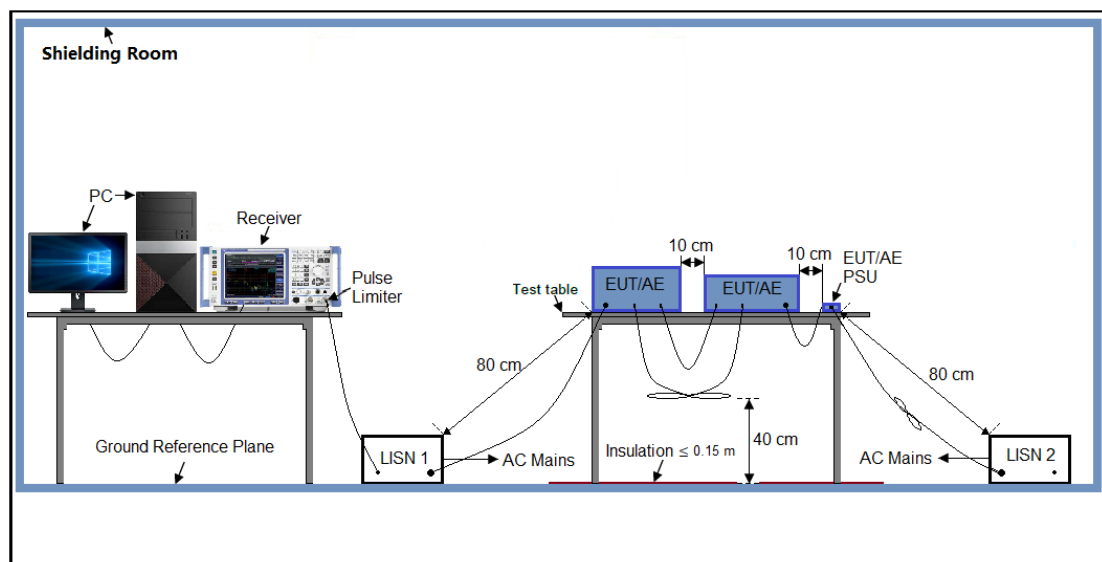 Shielding Room
PC
Receiver
Pulse
Limiter
10 cm
10 cm
EUT/AE
PSU
EUT/AE
EUT/AE
Test table
80 cm
80 cm
40 cm
Ground Reference Plane
LISN 1
AC Mains
Insulation ≤ 0.15 m
AC Mains
LISN 2